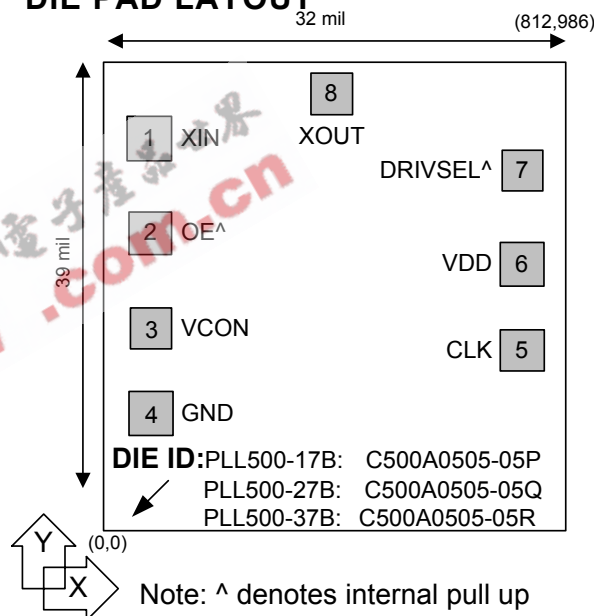 DIE PAD LAYOUT
32 mil
(812,986)
8
XOUT
1 XIN
DRIVSEL^ 7
2 OE^
VDD 6
39 mil
3 VCON
CLK 5
4 GND
DIE ID:PLL500-17B: C500A0505-05P
PLL500-27B: C500A0505-05Q
PLL500-37B: C500A0505-05R
Y
(0,0)
X
Note: ^ denotes internal pull up
.com.cn